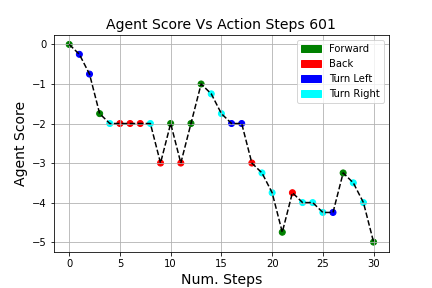 Agent Score Vs Action Steps 601
Forward
Back
Turn Left
Turn Right
Agent Score
0
−1
−2
−3
−4
−5
0 5 10 15 20 25 30
Num. Steps